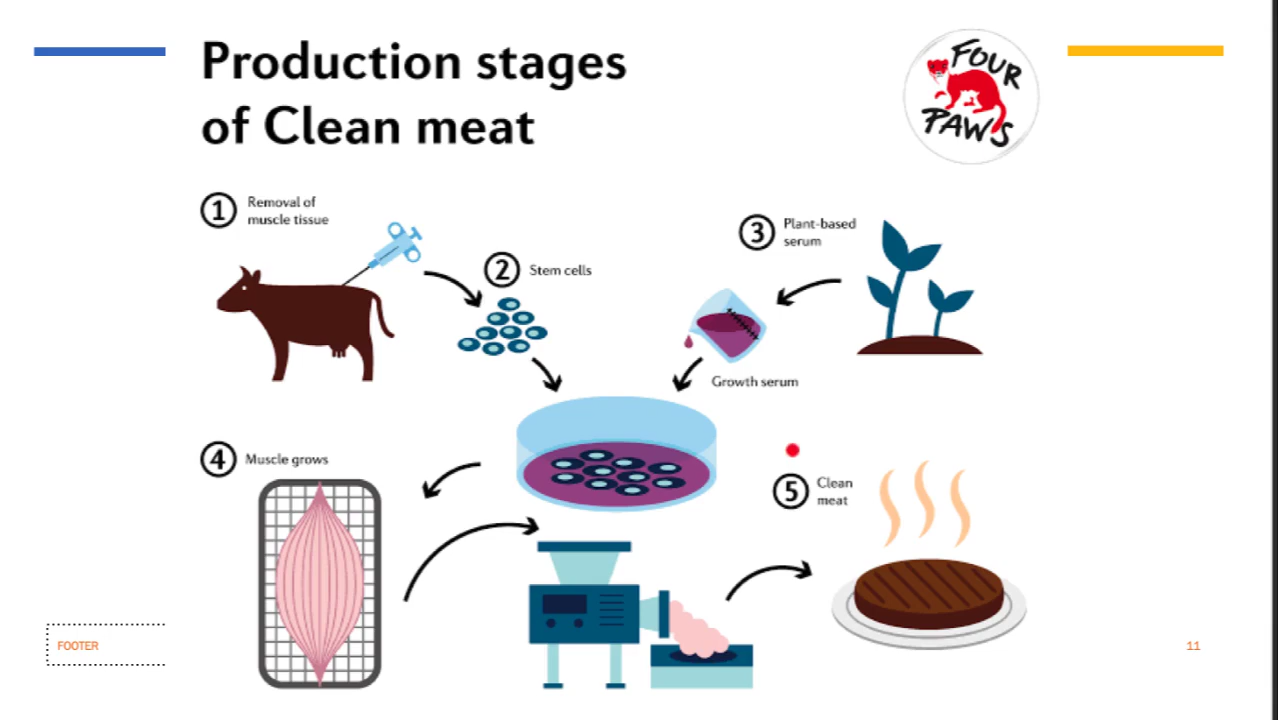 Production stages
of Clean meat
FOUR
PAWS
1
Removal of
muscle tissue
2
Stem cells
3
Plant-based
serum
Growth serum
4
Muscle grows
5
Clean
meat
FOOTER
11